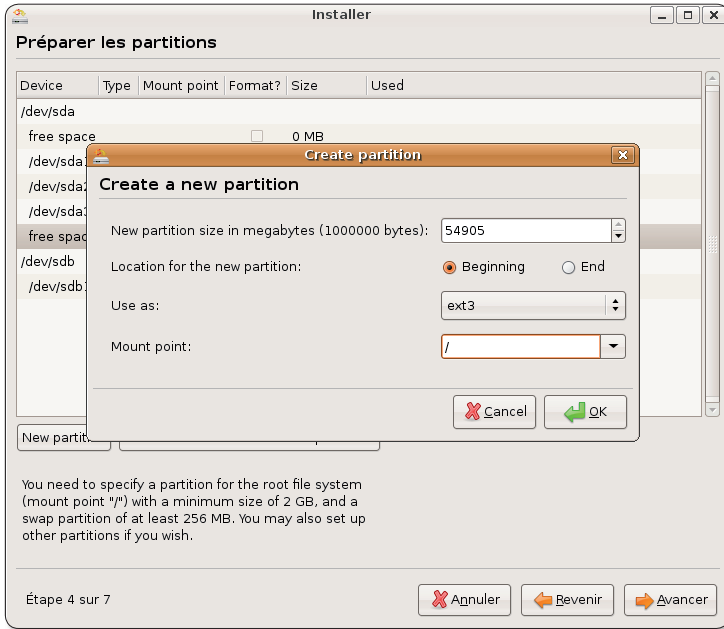 Installer
Préparer les partitions
Device Type Mount point Format? Size Used
/dev/sda
free space 0 MB
Create partition
/dev/sda
Create a new partition
/dev/sda2
/dev/sda3
New partition size in megabytes (1000000 bytes): 54905
free spac
/dev/sdb
Location for the new partition: Beginning End
/dev/sdb1
Use as: ext3
Mount point: /
Cancel OK
New partit
You need to specify a partition for the root file system
(mount point "/") with a minimum size of 2 GB, and a
swap partition of at least 256 MB. You may also set up
other partitions if you wish.
Étape 4 sur 7
Annuler Revenir Avancer